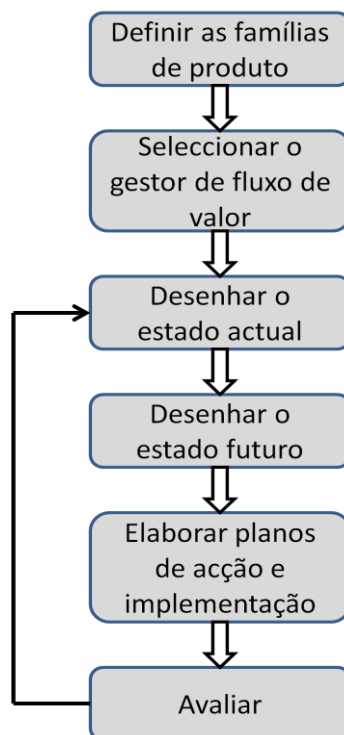 Definir as famílias
de produto
Seleccionar o
gestor de fluxo de
valor
Desenhar o
estado actual
Desenhar o
estado futuro
Elaborar planos
de acção e
implementação
Avaliar